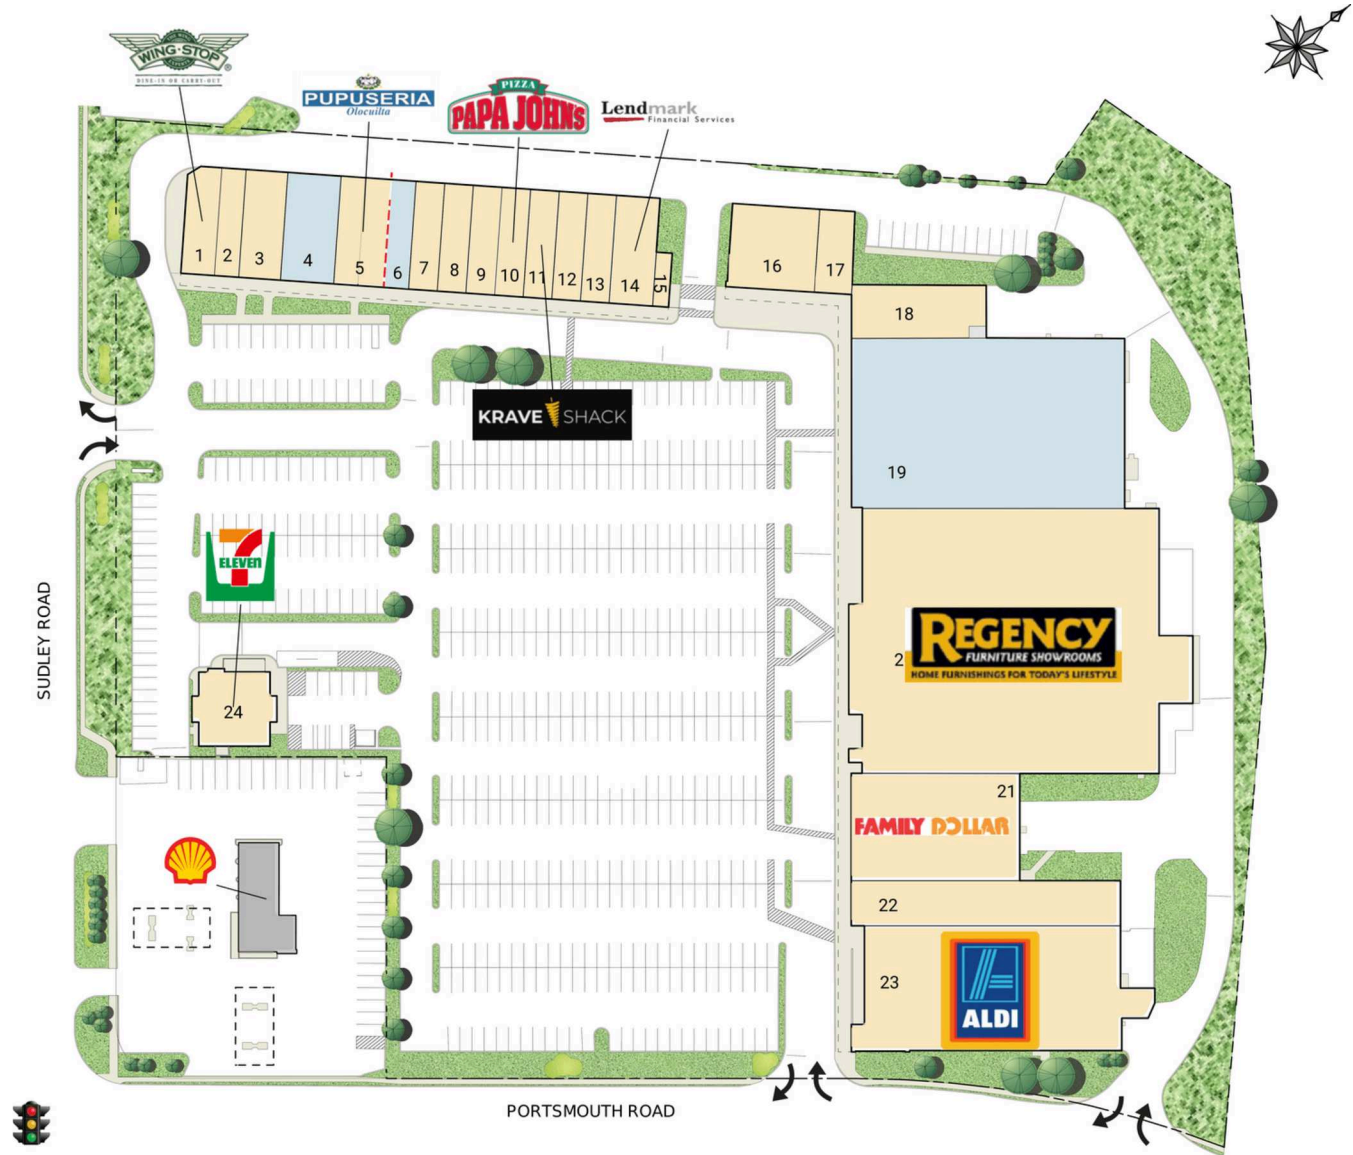 WING·STOP®
DINE-IN OR CARRY-OUT
PUPUSERIA
Olocuilta
PIZZA
PAPA JOHNS
Lendmark
Financial Services
1
2
3
4
5
6
7
8
9
10
11
12
13
14
15
16
17
18
19
KRAVE SHACK
7
ELEVEN
24
SUDLEY ROAD
2
REGENCY
FURNITURE SHOWROOMS
HOME FURNISHINGS FOR TODAY'S LIFESTYLE
21
FAMILY DOLLAR
22
23
ALDI
PORTSMOUTH ROAD